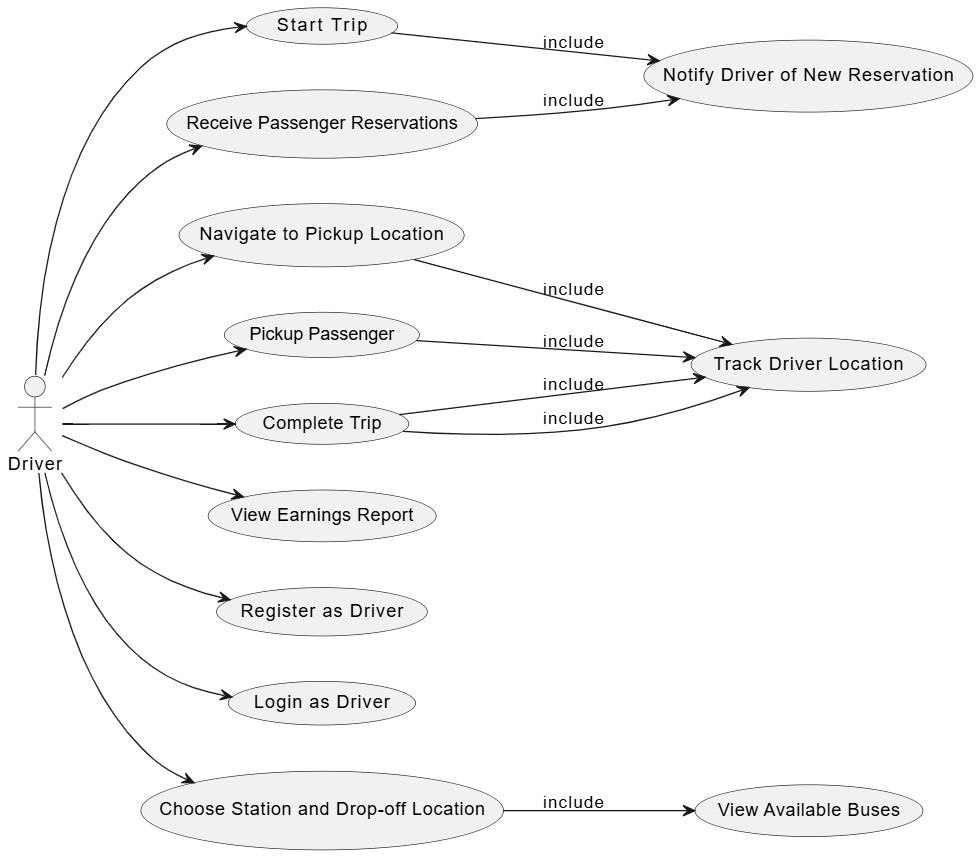 Start Trip
include
Notify Driver of New Reservation
include
Receive Passenger Reservations
Navigate to Pickup Location
include
Pickup Passenger
include
Track Driver Location
include
Complete Trip
include
Driver
View Earnings Report
Register as Driver
Login as Driver
Choose Station and Drop-off Location
include
View Available Buses